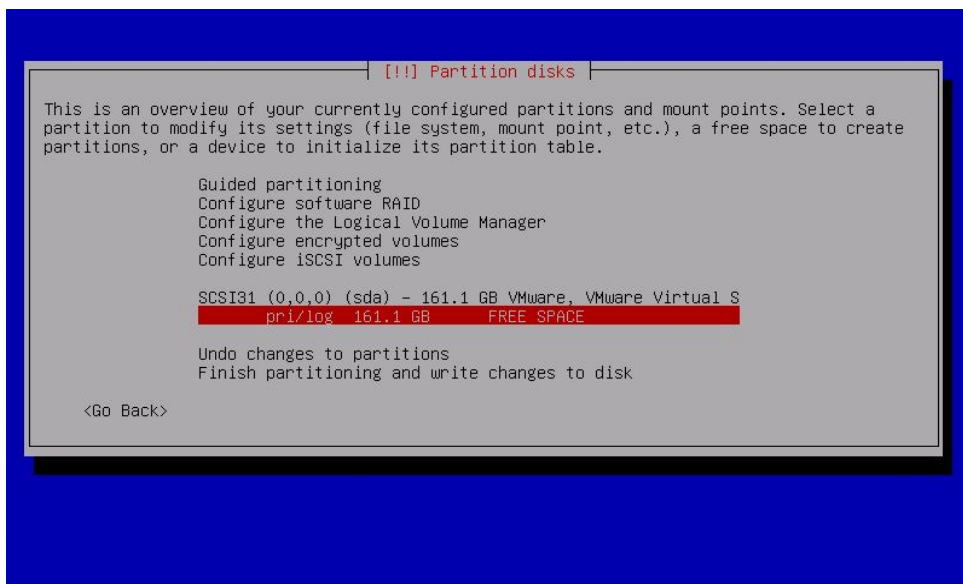 [!!] Partition disks
This is an overview of your currently configured partitions and mount points. Select a
partition to modify its settings (file system, mount point, etc.), a free space to create
partitions, or a device to initialize its partition table.
Guided partitioning
Configure software RAID
Configure the Logical Volume Manager
Configure encrypted volumes
Configure iSCSI volumes
SCSI31 (0,0,0) (sda) – 161.1 GB VMware, VMware Virtual S
pri/log 161.1 GB FREE SPACE
Undo changes to partitions
Finish partitioning and write changes to disk
<Go Back>